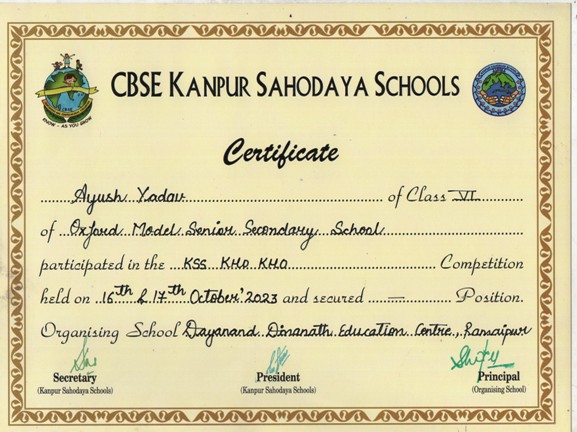 CBSE KANPUR SAHODAYA SCHOOLS
KNOW - AS YOU GROW
Certificate
Ayush Yadav of Class VI
of Oxford Model Senior Secondary School
participated in the KSS KHO KHO Competition
held on 16th & 17th October' 2023 and secured — Position.
Organising School Dayanand Dinanath Education Centre, Ramaipur
Secretary
(Kanpur Sahodaya Schools)
President
(Kanpur Sahodaya Schools)
Principal
(Organising School)